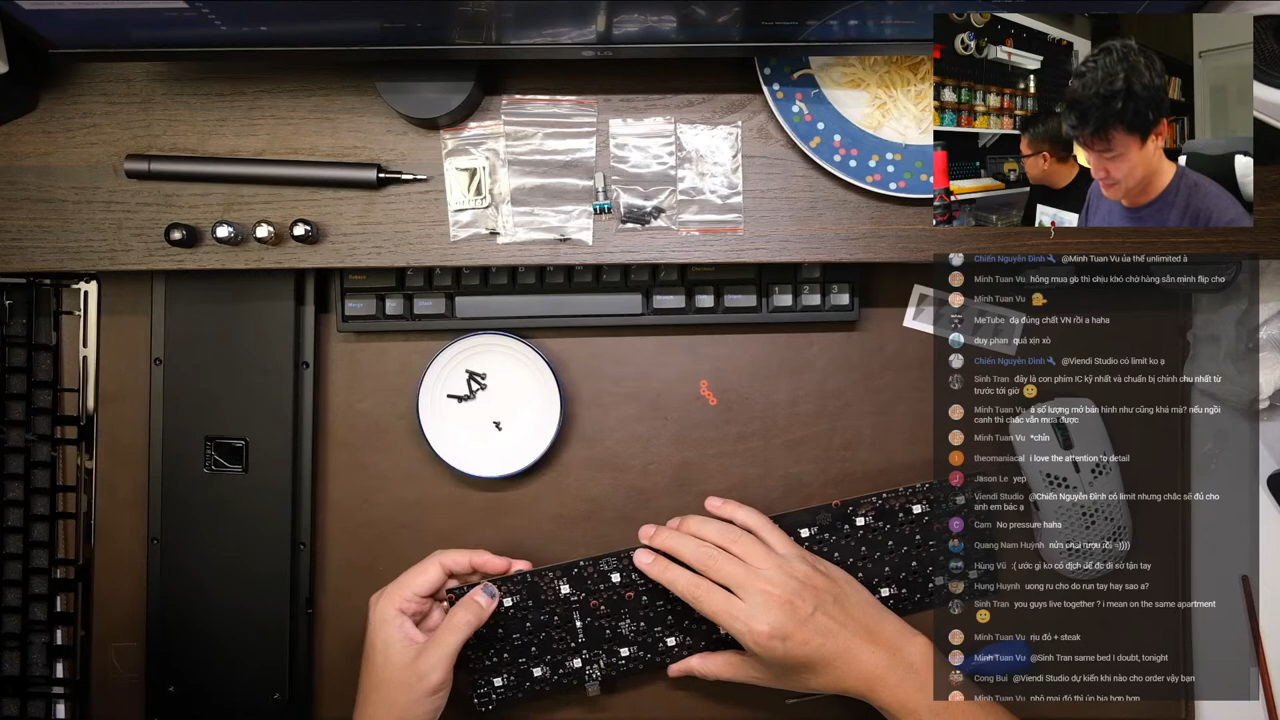 LG
Chiến Nguyễn Đình @Minh Tuan Vu ủa thế unlimited à
Minh Tuan Vu hông mua gb thì chịu khó chờ hàng sẵn mình flip cho
Minh Tuan Vu
MeTube dạ đúng chất VN rồi a haha
duy phan quá xịn xò
Chiến Nguyễn Đình @Viendi Studio có limit ko ạ
Sinh Tran đây là con phím IC kỹ nhất và chuẩn bị chỉnh chu nhất từ
trước tới giờ
Minh Tuan Vu à số lượng mở bán hình như cũng khá mà? nếu ngồi
canh thì chắc vẫn mua được
Minh Tuan Vu *chỉn
theomaniacal i love the attention to detail
Jason Le yep
Viendi Studio @Chiến Nguyễn Đình có limit nhưng chắc sẽ đủ cho
anh em bác ạ
Cam No pressure haha
Quang Nam Huỳnh nửa chai rượu rồi =))))
Hùng Vũ :( ước gì ko có dịch để đc đi sờ tận tay
Hung Huynh uong ru cho do run tay hay sao a?
Sinh Tran you guys live together ? i mean on the same apartment
Minh Tuan Vu rịu đỏ + steak
Minh Tuan Vu @Sinh Tran same bed I doubt, tonight
Cong Bui @Viendi Studio dự kiến khi nào cho order vậy bạn
Z X C V B N M
1 2 3